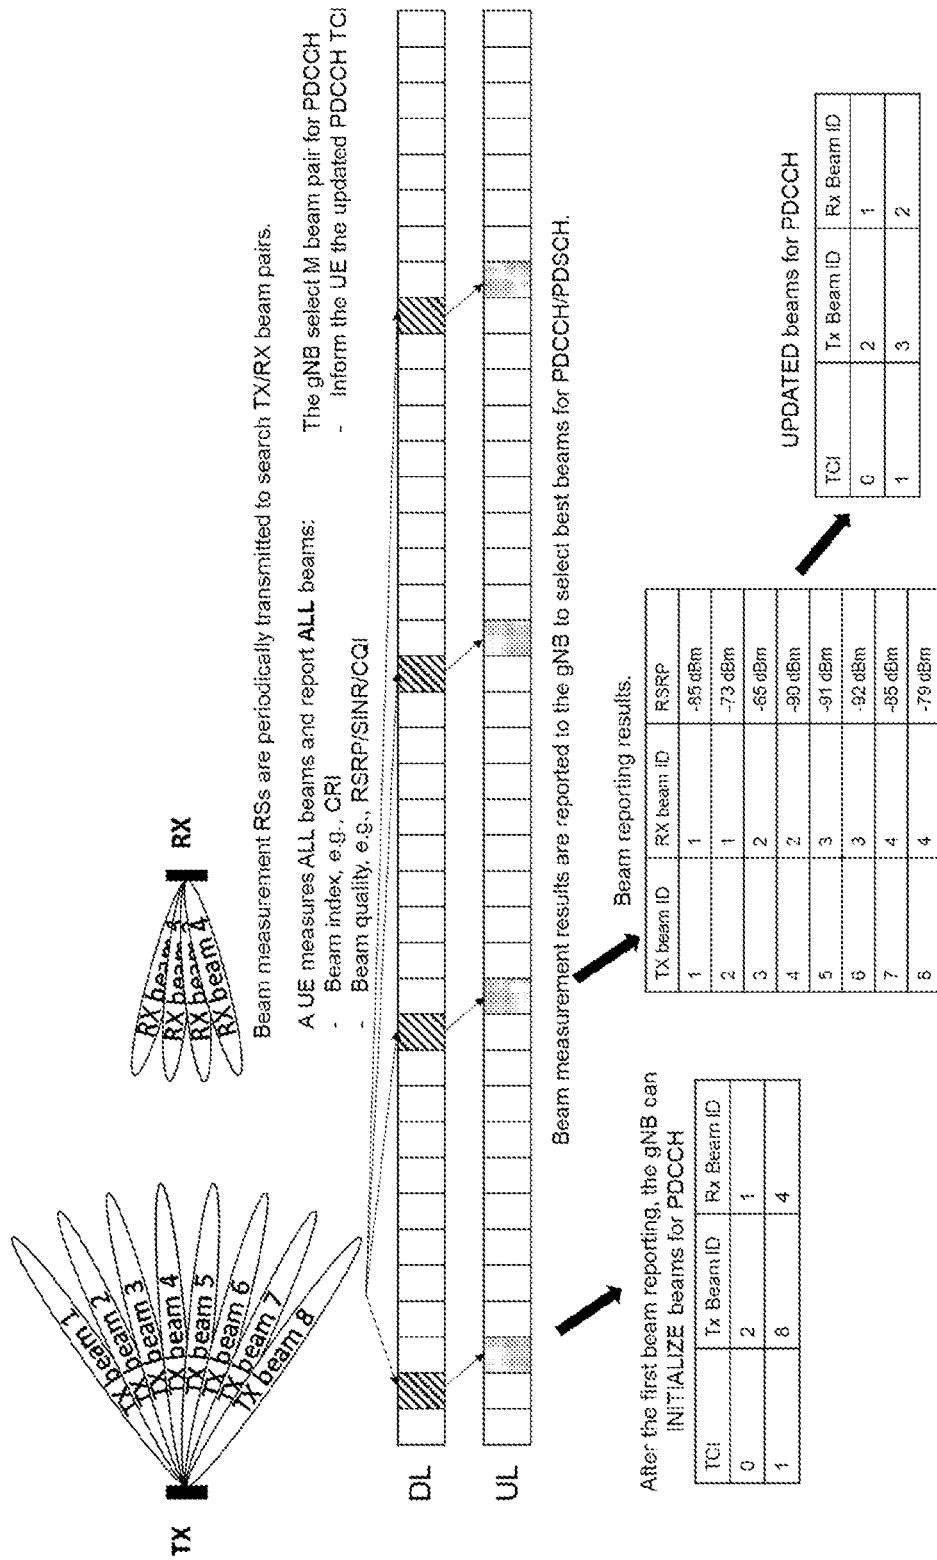 TX
TX beam 1
TX beam 2
TX beam 3
TX beam 4
TX beam 5
TX beam 6
TX beam 7
TX beam 8
RX beam
RX beam
RX beam
RX beam 4
RX
Beam measurement RSs are periodically transmitted to search TX/RX beam pairs.
A UE measures ALL beams and report ALL beams:
- Beam index, e.g., CRI
- Beam quality, e.g., RSRP/SINR/CQI
The gNB select M beam pair for PDCCH
- Inform the UE the updated PDCCH TCI
DL
UL
Beam measurement results are reported to the gNB to select best beams for PDCCH/PDSCH.
After the first beam reporting, the gNB can
INITIALIZE beams for PDCCH
TCI Tx Beam ID Rx Beam ID
0 2 1
1 8 4
Beam reporting results.
TX beam ID RX beam ID RSRP
1 1 -85 dBm
2 1 -73 dBm
3 2 -65 dBm
4 2 -90 dBm
5 3 -91 dBm
6 3 -92 dBm
7 4 -85 dBm
8 4 -79 dBm
UPDATED beams for PDCCH
TCI Tx Beam ID Rx Beam ID
0 2 1
1 3 2